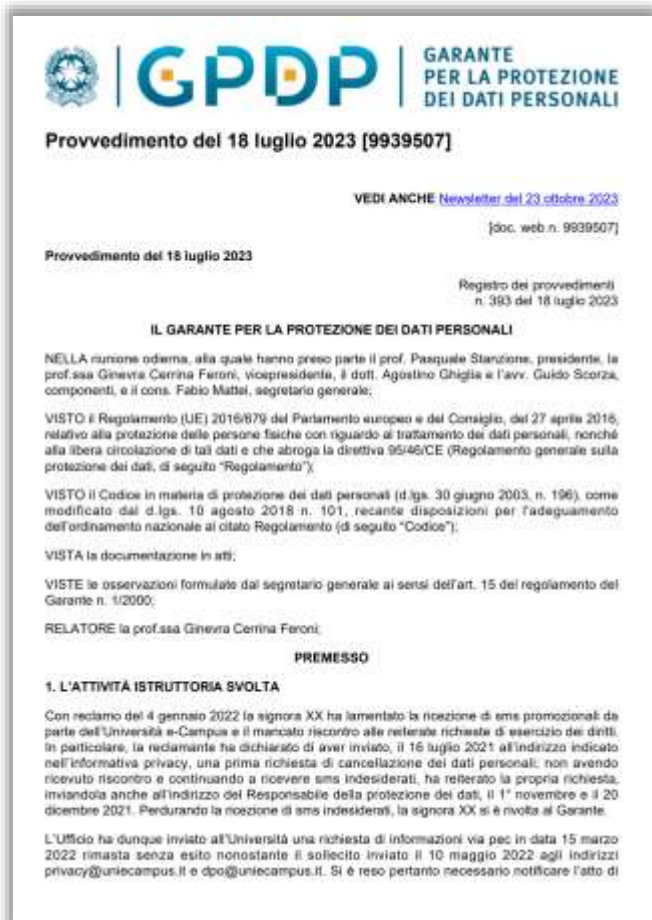 GPDP
GARANTE
PER LA PROTEZIONE
DEI DATI PERSONALI
Provvedimento del 18 luglio 2023 [9939507]
VEDI ANCHE Newsletter del 23 ottobre 2023
[doc. web n. 9939507]
Provvedimento del 18 luglio 2023
Registro dei provvedimenti
n. 393 del 18 luglio 2023
IL GARANTE PER LA PROTEZIONE DEI DATI PERSONALI
NELLA riunione odierna, alla quale hanno preso parte il prof. Pasquale Stanzione, presidente, la
prof.ssa Ginevra Cerrina Feroni, vicepresidente, il dott. Agostino Ghiglia e l'avv. Guido Scorza,
componenti, e il cons. Fabio Mattei, segretario generale;
VISTO il Regolamento (UE) 2016/679 del Parlamento europeo e del Consiglio, del 27 aprile 2016,
relativo alla protezione delle persone fisiche con riguardo al trattamento dei dati personali, nonché
alla libera circolazione di tali dati e che abroga la direttiva 95/46/CE (Regolamento generale sulla
protezione dei dati, di seguito "Regolamento");
VISTO il Codice in materia di protezione dei dati personali (d.lgs. 30 giugno 2003, n. 196), come
modificato dal d.lgs. 10 agosto 2018 n. 101, recante disposizioni per l'adeguamento
dell'ordinamento nazionale al citato Regolamento (di seguito "Codice");
VISTA la documentazione in atti;
VISTE le osservazioni formulate dal segretario generale ai sensi dell'art. 15 del regolamento del
Garante n. 1/2000;
RELATORE la prof.ssa Ginevra Cerrina Feroni;
PREMESSO
1. L'ATTIVITÀ ISTRUTTORIA SVOLTA
Con reclamo del 4 gennaio 2022 la signora XX ha lamentato la ricezione di sms promozionali da
parte dell'Università e-Campus e il mancato riscontro alle reiterate richieste di esercizio dei diritti.
In particolare, la reclamante ha dichiarato di aver inviato, il 16 luglio 2021 all'indirizzo indicato
nell'informativa privacy, una prima richiesta di cancellazione dei dati personali; non avendo
ricevuto riscontro e continuando a ricevere sms indesiderati, ha reiterato la propria richiesta,
inviandola anche all'indirizzo del Responsabile della protezione dei dati, il 1° novembre e il 20
dicembre 2021. Perdurando la ricezione di sms indesiderati, la signora XX si è rivolta al Garante.
L'Ufficio ha dunque inviato all'Università una richiesta di informazioni via pec in data 15 marzo
2022 rimasta senza esito nonostante il sollecito inviato il 10 maggio 2022 agli indirizzi
privacy@uniecampus.it e dpo@uniecampus.it. Si è reso pertanto necessario notificare l'atto di